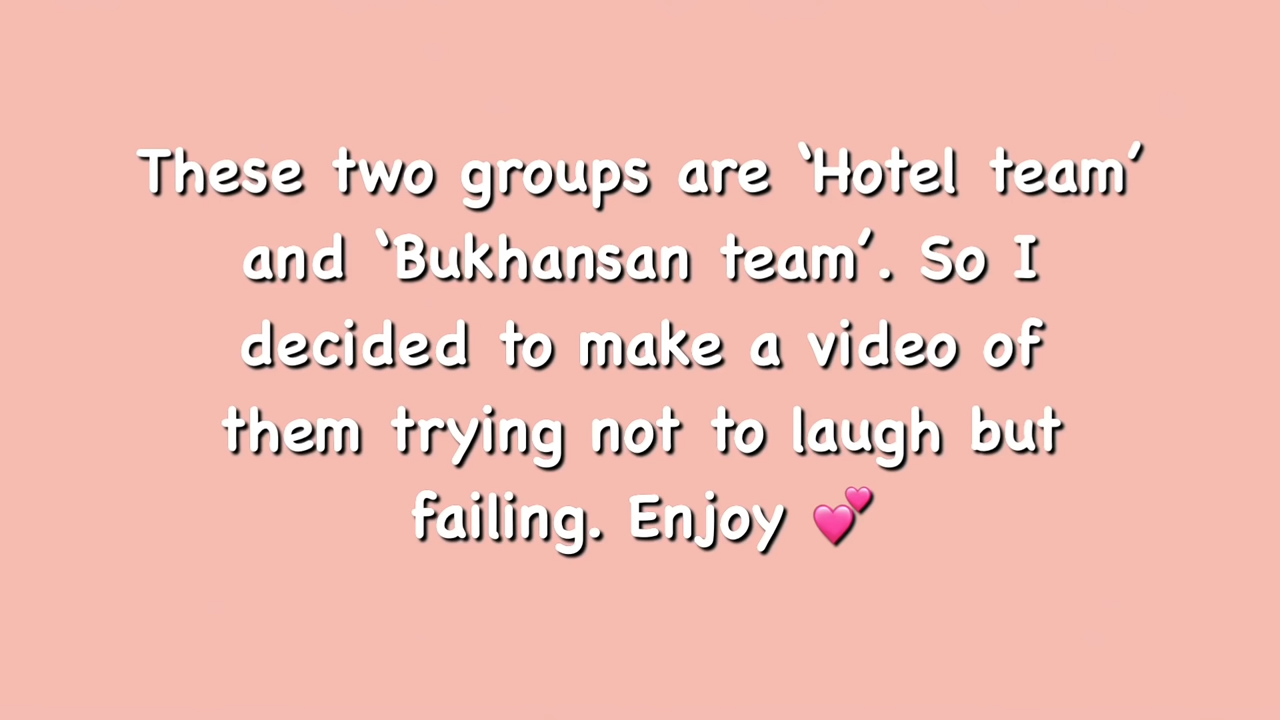 These two groups are ‘Hotel team’
and ‘Bukhansan team’. So I
decided to make a video of
them trying not to laugh but
failing. Enjoy 💕